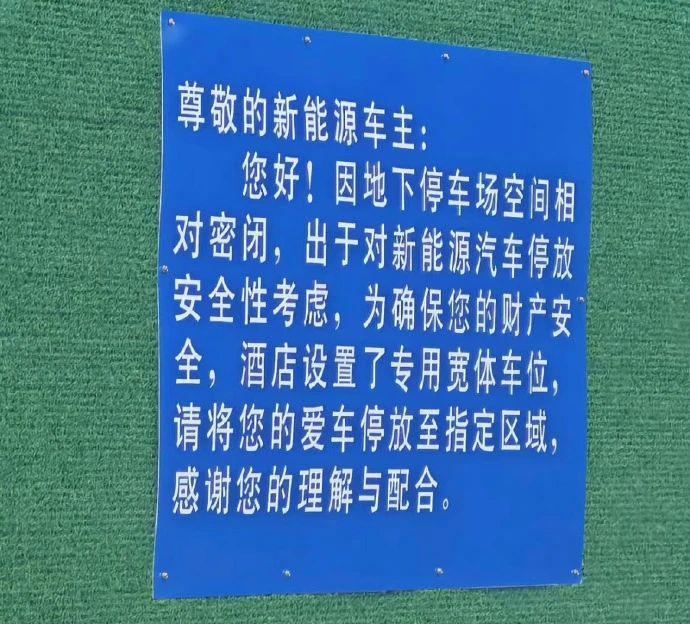 尊敬的新能源车主：
您好！因地下停车场空间相
对密闭，出于对新能源汽车停放
安全性考虑，为确保您的财产安
全，酒店设置了专用宽体车位，
请将您的爱车停放至指定区域，
感谢您的理解与配合。